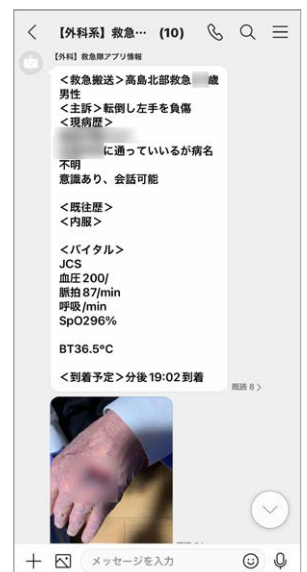 【外科系】救急… (10)
【外科】救急隊アプリ情報
<救急搬送>高島北部救急 歳
男性
<主訴>転倒し左手を負傷
<現病歴>
に通っていいるが病名
不明
意識あり、会話可能
<既往歴>
<内服>
<バイタル>
JCS
血圧200/
脈拍87/min
呼吸/min
SpO296%
BT36.5°C
<到着予定>分後19:02到着
既読 8
メッセージを入力